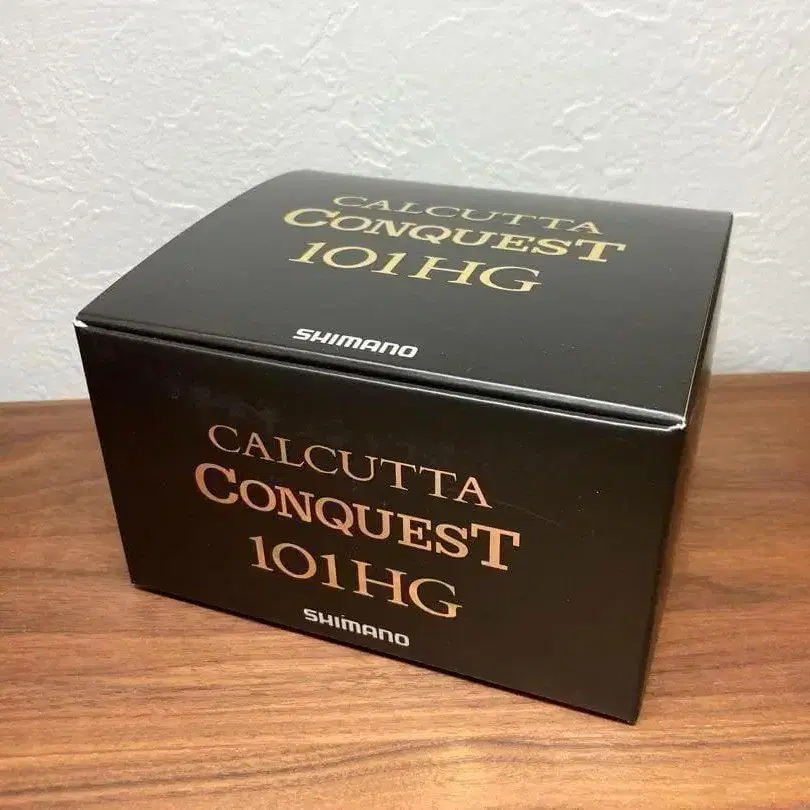 CALCUTTA
CONQUEST
101HG
SHIMANO
CALCUTTA
CONQUEST
101HG
SHIMANO